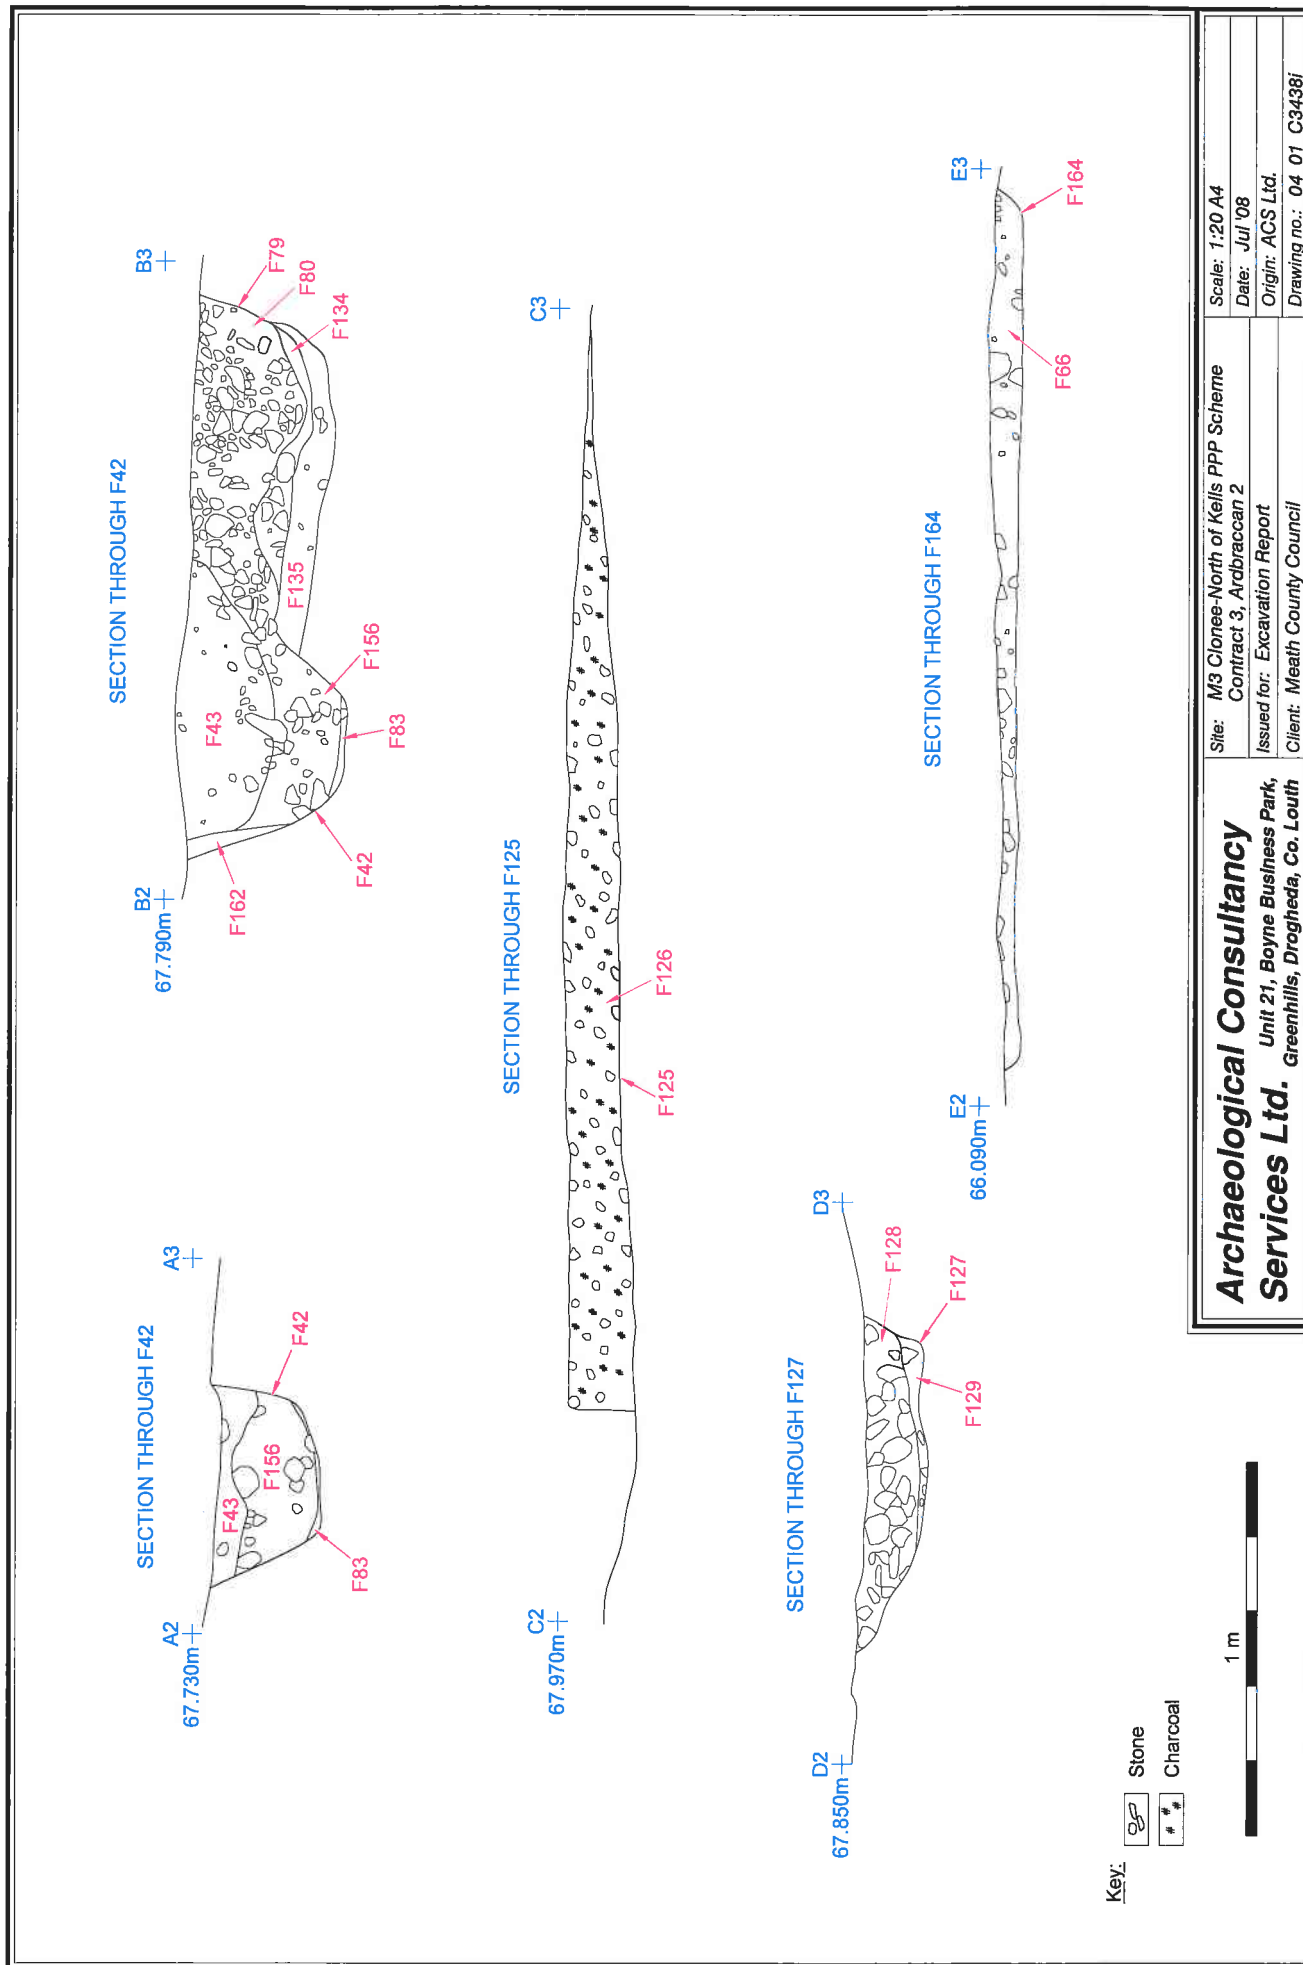 SECTION THROUGH F42
A2
67.730m
A3
F43
F156
F42
F83
SECTION THROUGH F42
B2
67.790m
B3
F162
F43
F42
F83
F156
F135
F134
F80
F79
SECTION THROUGH F125
C2
67.970m
C3
F125
F126
SECTION THROUGH F127
D2
67.850m
D3
F128
F127
F129
SECTION THROUGH F164
E2
66.090m
E3
F66
F164
Key:
Stone
Charcoal
1 m
Archaeological Consultancy
Services Ltd.
Unit 21, Boyne Business Park,
Greenhills, Drogheda, Co. Louth
Site: M3 Clonee-North of Kells PPP Scheme
Contract 3, Ardbraccan 2
Issued for: Excavation Report
Client: Meath County Council
Scale: 1:20 A4
Date: Jul '08
Origin: ACS Ltd.
Drawing no.: 04_01_C3438i